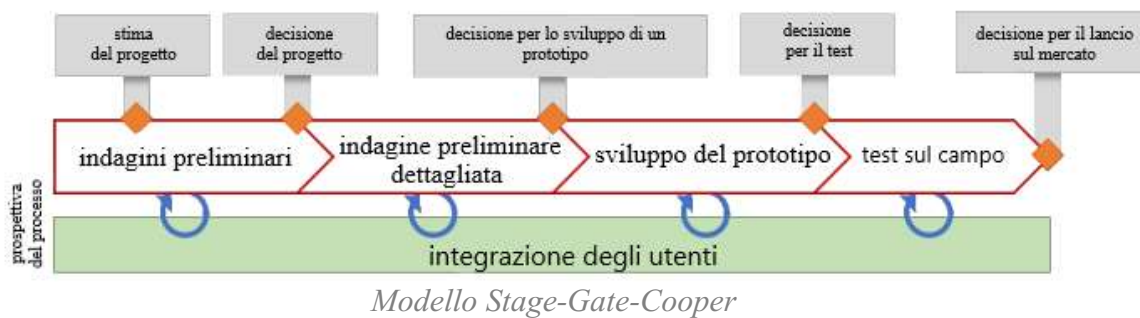 stima
del progetto
decisione
del progetto
decisione per lo sviluppo di un
prototipo
decisione
per il test
decisione per il lancio
sul mercato
indagini preliminari
indagine preliminare
dettagliata
sviluppo del prototipo
test sul campo
prospettiva
del processo
integrazione degli utenti
Modello Stage-Gate-Cooper